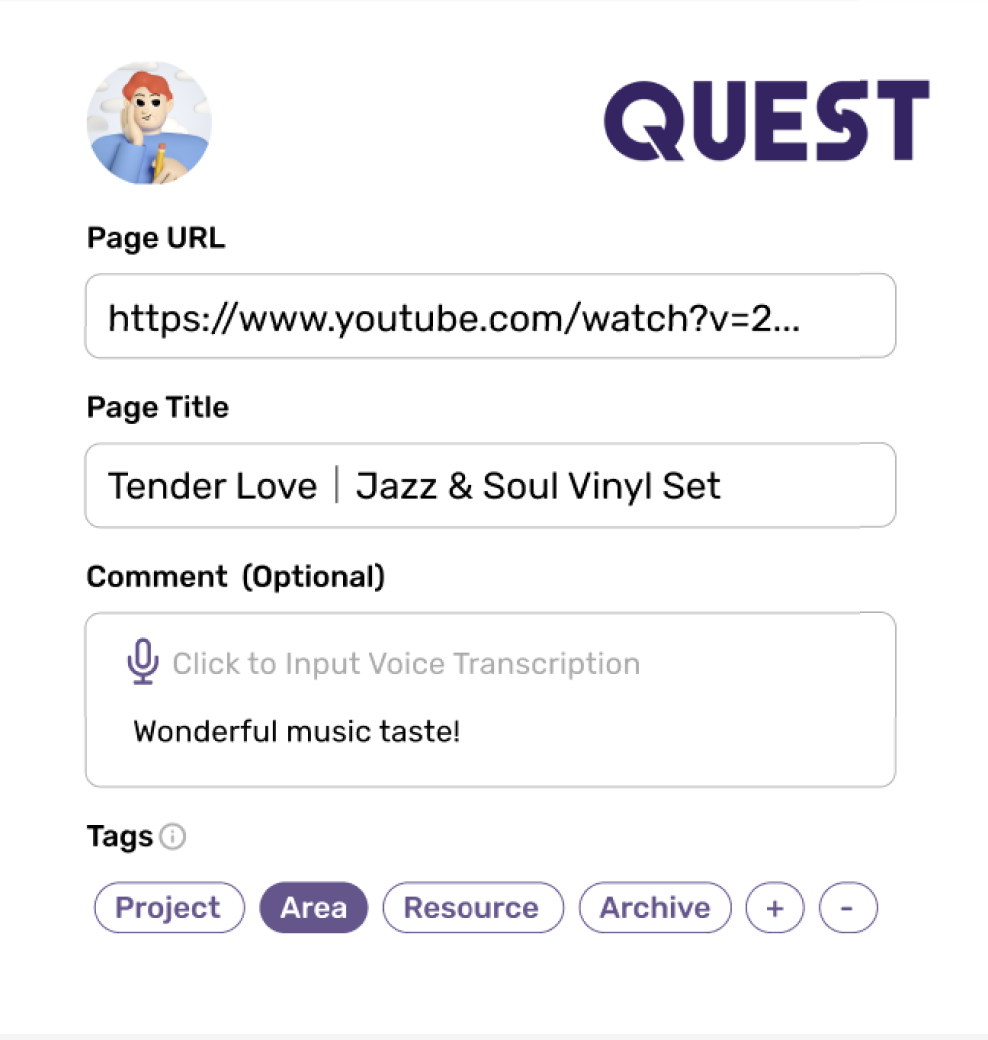 QUEST
Page URL
https://www.youtube.com/watch?v=2...
Page Title
Tender Love | Jazz & Soul Vinyl Set
Comment (Optional)
Click to Input Voice Transcription
Wonderful music taste!
Tags
Project Area Resource Archive + -